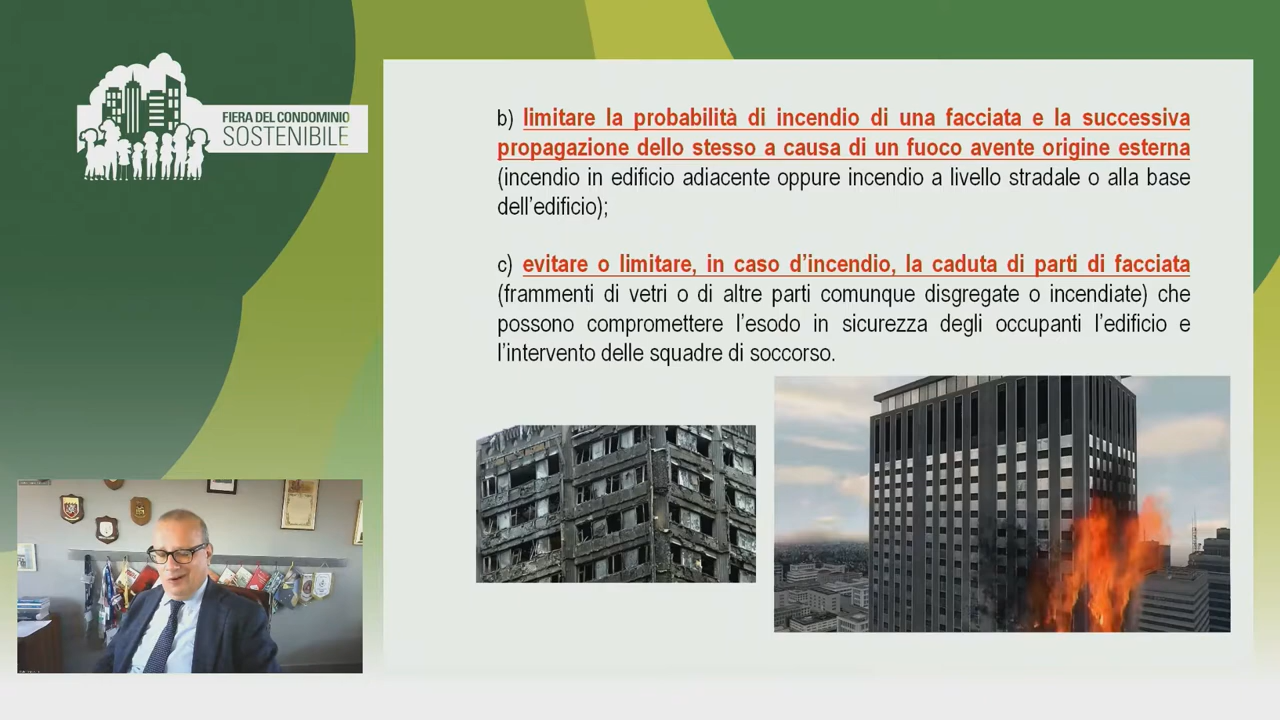 FIERA DEL CONDOMINIO
SOSTENIBILE
b) limitare la probabilità di incendio di una facciata e la successiva
propagazione dello stesso a causa di un fuoco avente origine esterna
(incendio in edificio adiacente oppure incendio a livello stradale o alla base
dell’edificio);
c) evitare o limitare, in caso d’incendio, la caduta di parti di facciata
(frammenti di vetri o di altre parti comunque disgregate o incendiate) che
possono compromettere l’esodo in sicurezza degli occupanti l’edificio e
l’intervento delle squadre di soccorso.